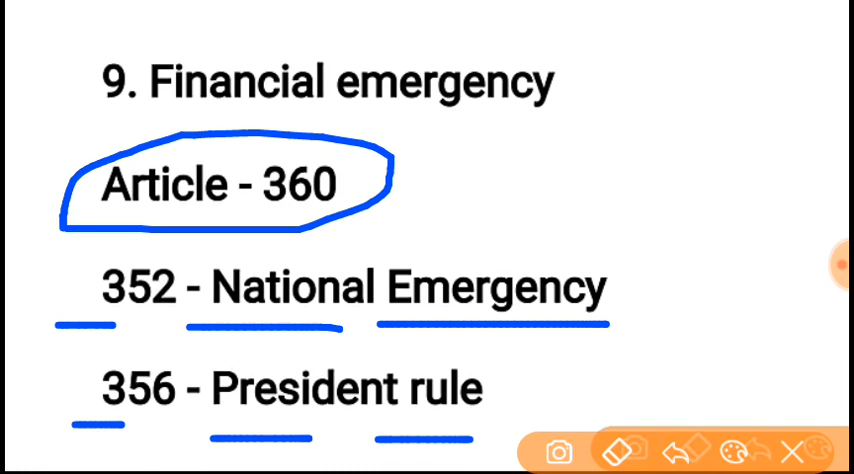 9. Financial emergency
Article - 360
352 - National Emergency
356 - President rule